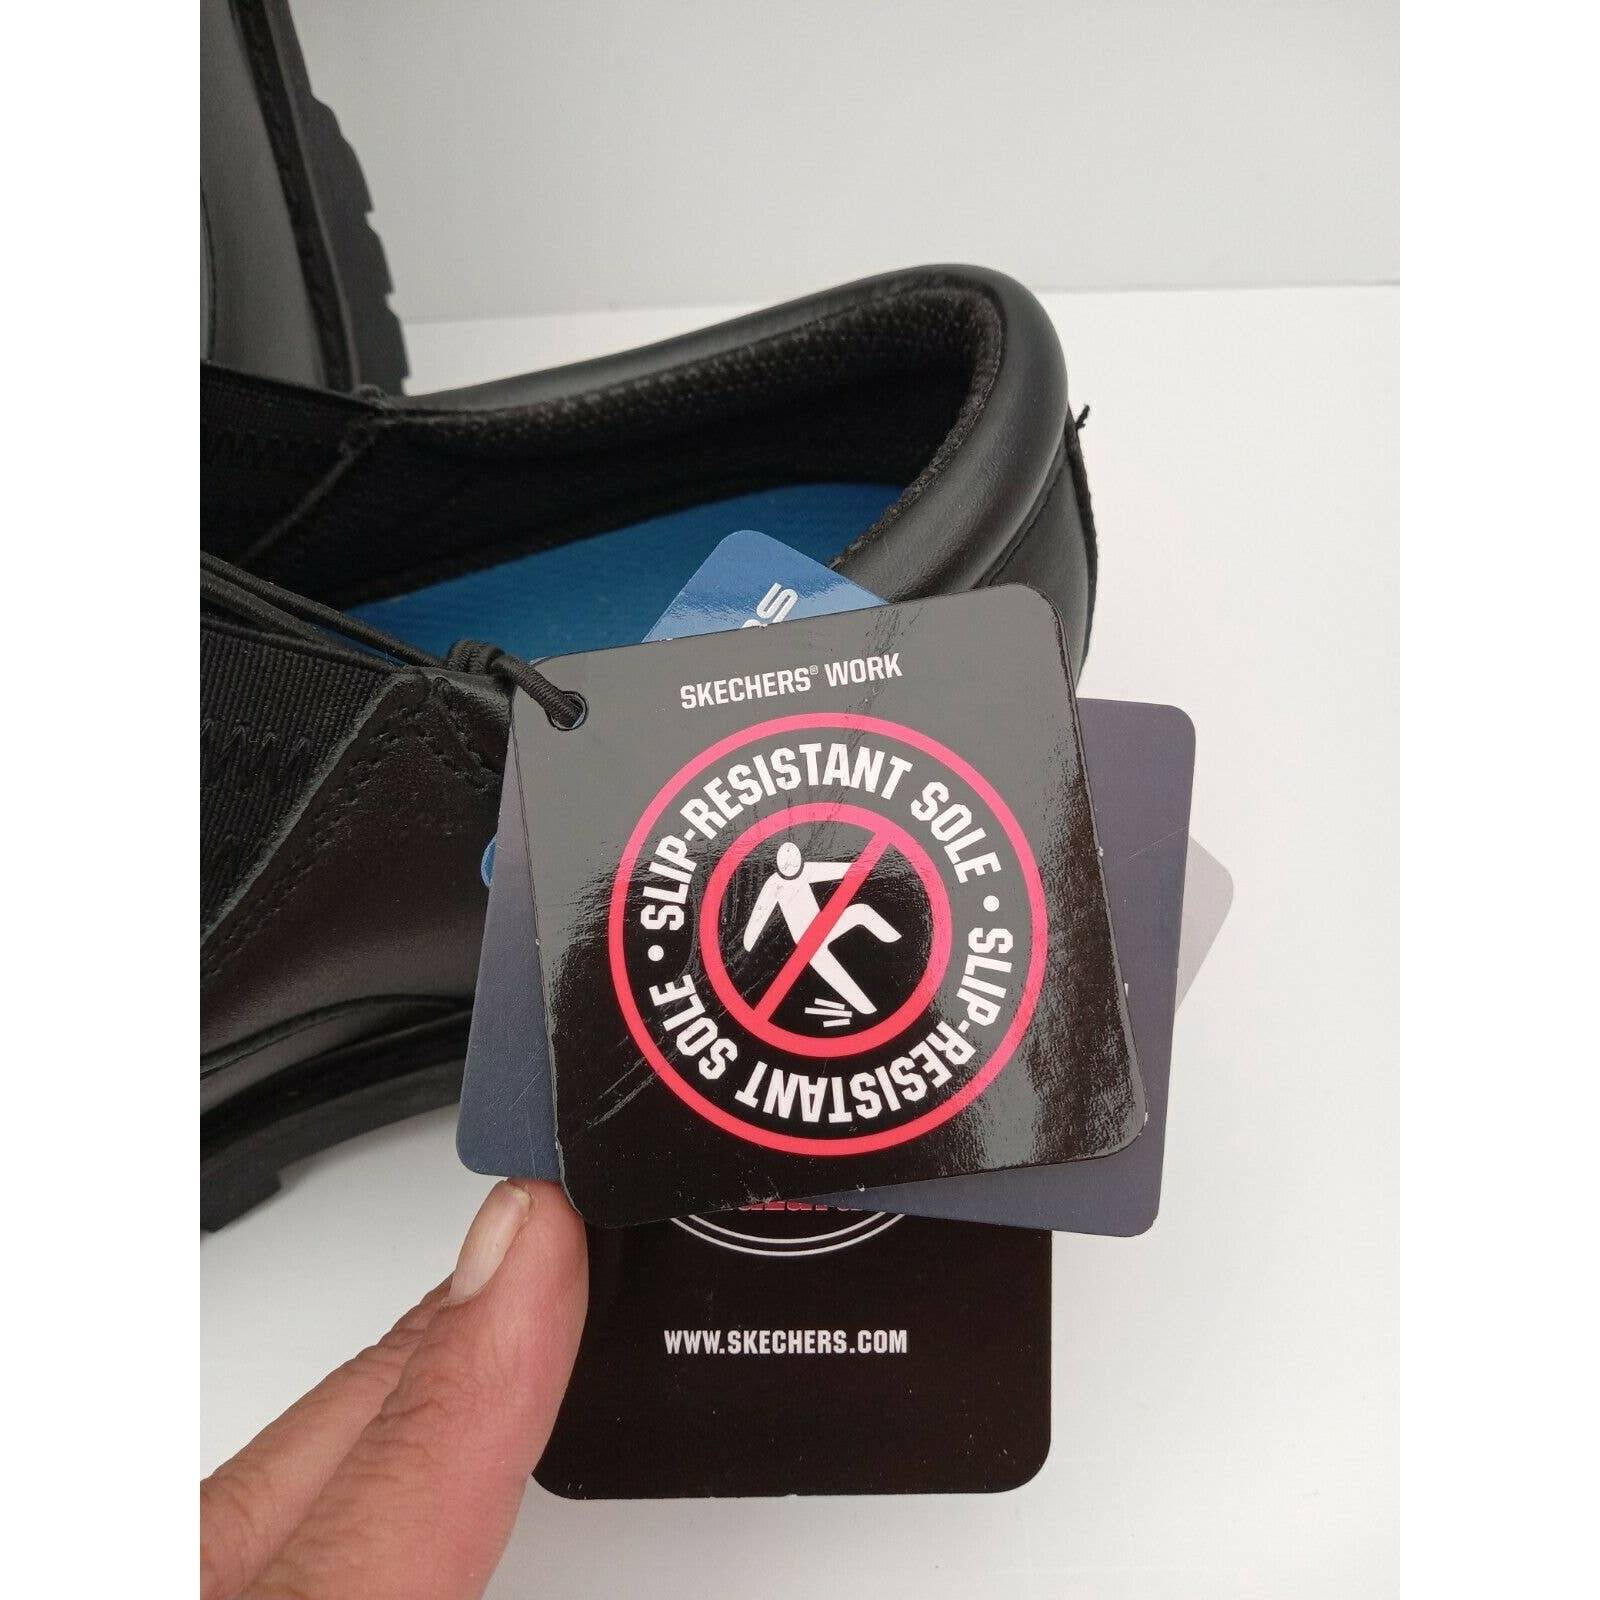 SKECHERS® WORK
SLIP-RESISTANT SOLE • SLIP-RESISTANT SOLE •
WWW.SKECHERS.COM